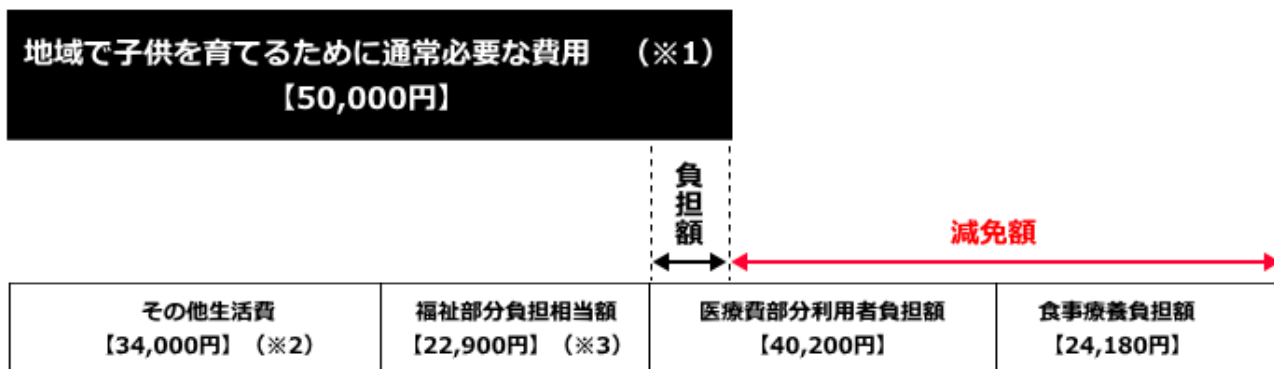 地域で子供を育てるために通常必要な費用 （※1）
【50,000円】
負担額
減免額
その他生活費
【34,000円】（※2）
福祉部分負担相当額
【22,900円】（※3）
医療費部分利用者負担額
【40,200円】
食事療養負担額
【24,180円】